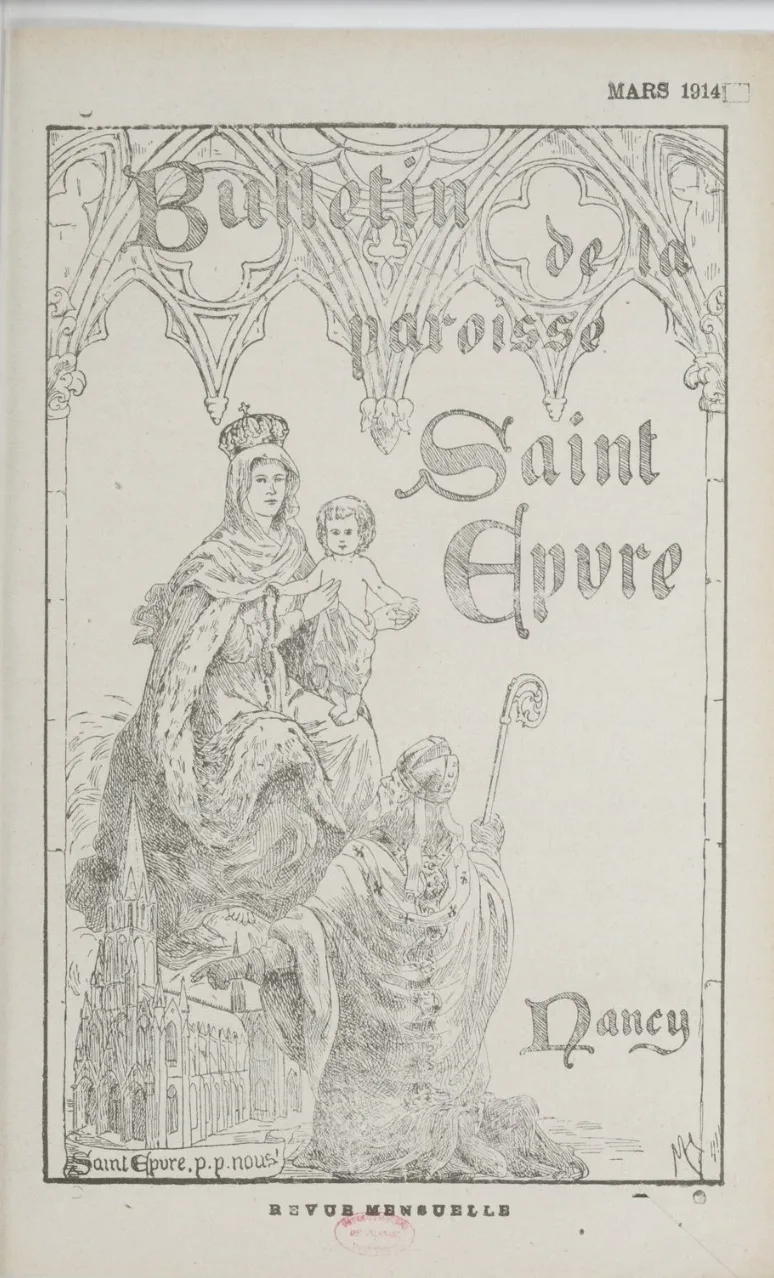 MARS 1914
Bulletin
de la
paroisse
Saint
Epvre
Nancy
Saint Epvre, p. p. nous!
REVUE MENSUELLE